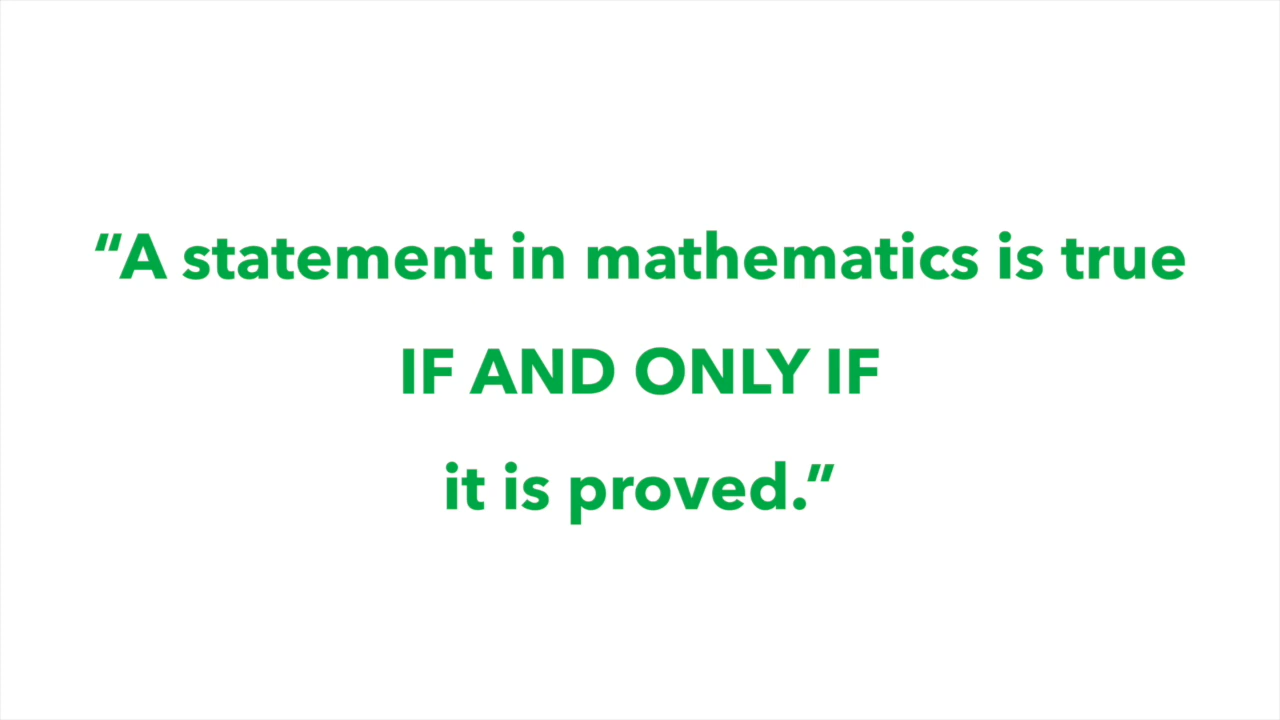 “A statement in mathematics is true
IF AND ONLY IF
it is proved.”